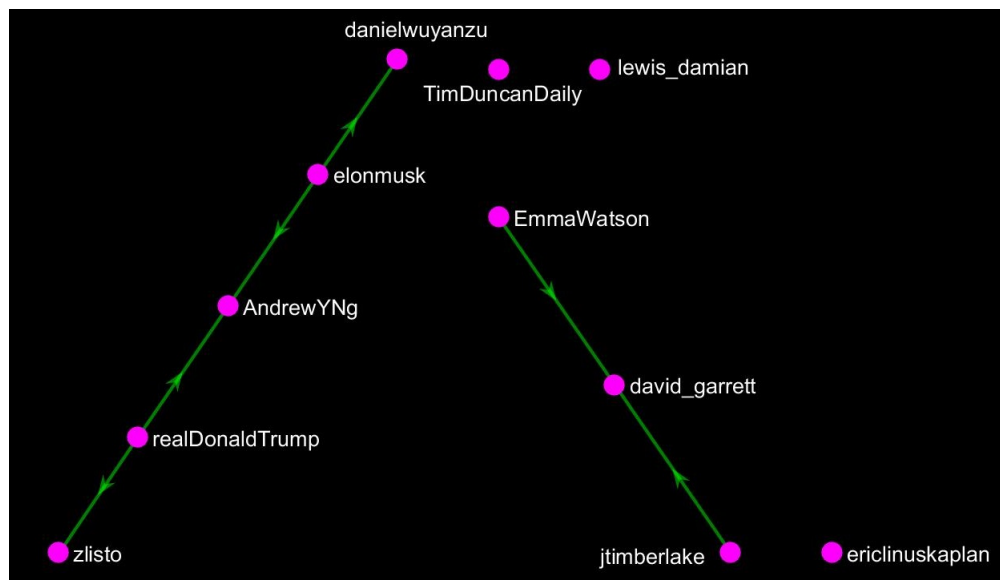 danielwuyanzu
lewis_damian
TimDuncanDaily
elonmusk
EmmaWatson
AndrewYNg
david_garrett
realDonaldTrump
zlisto
jtimberlake
ericlinuskaplan